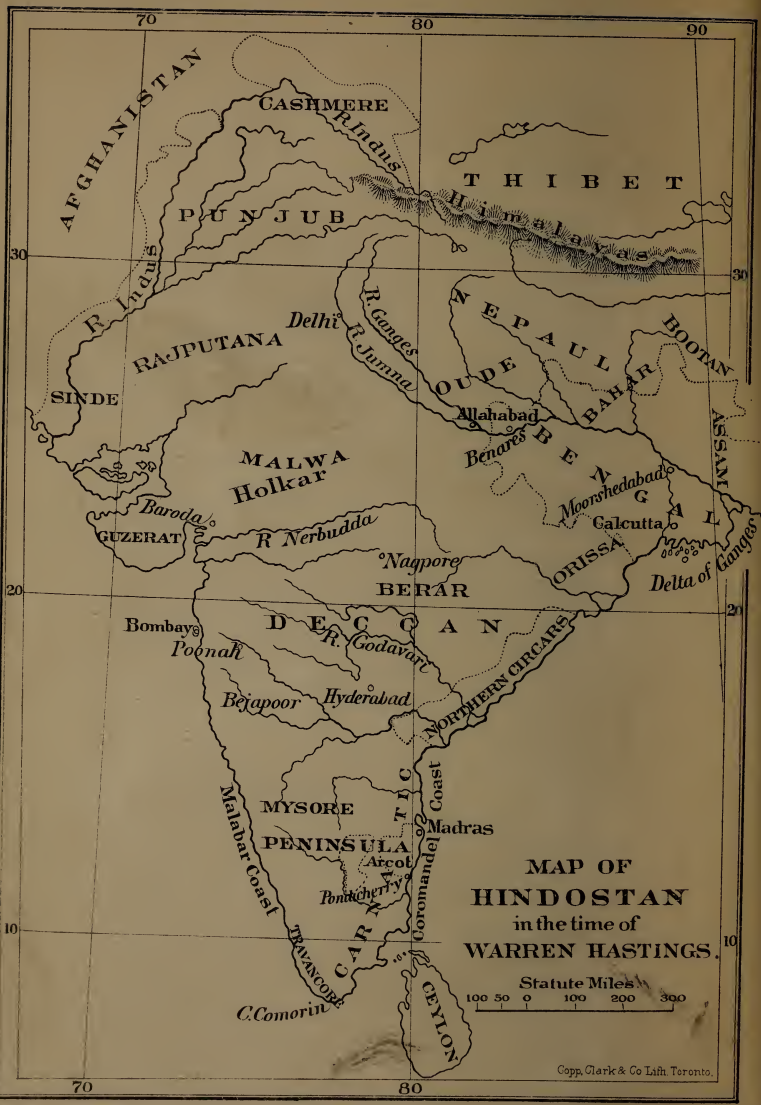 70
80
90
AFGHANISTAN
CASHMERE
R Indus
THIBET
Himalayas
PUNJUB
30
30
R Indus
NEPAUL
BOOTAN
Delhi
R. Ganges
R Jumna
RAJPUTANA
OUDE
BAHAR
SINDE
Allahabad
ASSAM
Benares
BENGAL
MALWA
Holkar
Moorshedabad
Baroda
Calcutta
GUZERAT
R Nerbudda
Nagpore
ORISSA
Delta of Ganges
20
BERAR
20
Bombay
DECCAN
Poonah
R. Godavari
Bejapoor
Hyderabad
NORTHERN CIRCARS
MYSORE
CARNATIC
Coromandel Coast
Madras
Malabar Coast
PENINSULA
Arcot
Pondicherry
MAP OF
HINDOSTAN
in the time of
WARREN HASTINGS.
10
10
TRAVANCORE
Statute Miles
100 50 0 100 200 300
C. Comorin
CEYLON
Copp, Clark & Co Lith. Toronto.
70
80